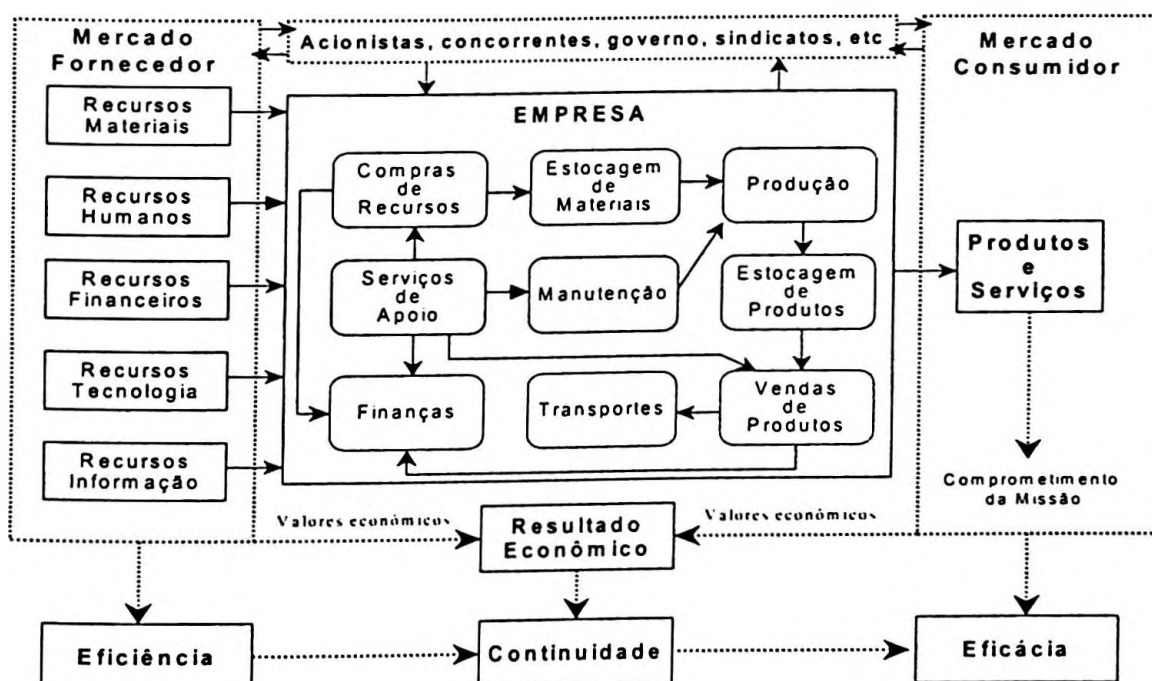 Mercado
Fornecedor
Acionistas, concorrentes, governo, sindicatos, etc
Mercado
Consumidor
Recursos
Materiais
Recursos
Humanos
Recursos
Financeiros
Recursos
Tecnologia
Recursos
Informação
EMPRESA
Compras
de
Recursos
Estocagem
de
Materiais
Produção
Serviços
de
Apoio
Manutenção
Estocagem
de
Produtos
Finanças
Transportes
Vendas
de
Produtos
Produtos
e
Serviços
Comprometimento
da Missão
Valores econômicos
Resultado
Econômico
Valores econômicos
Eficiência
Continuidade
Eficácia